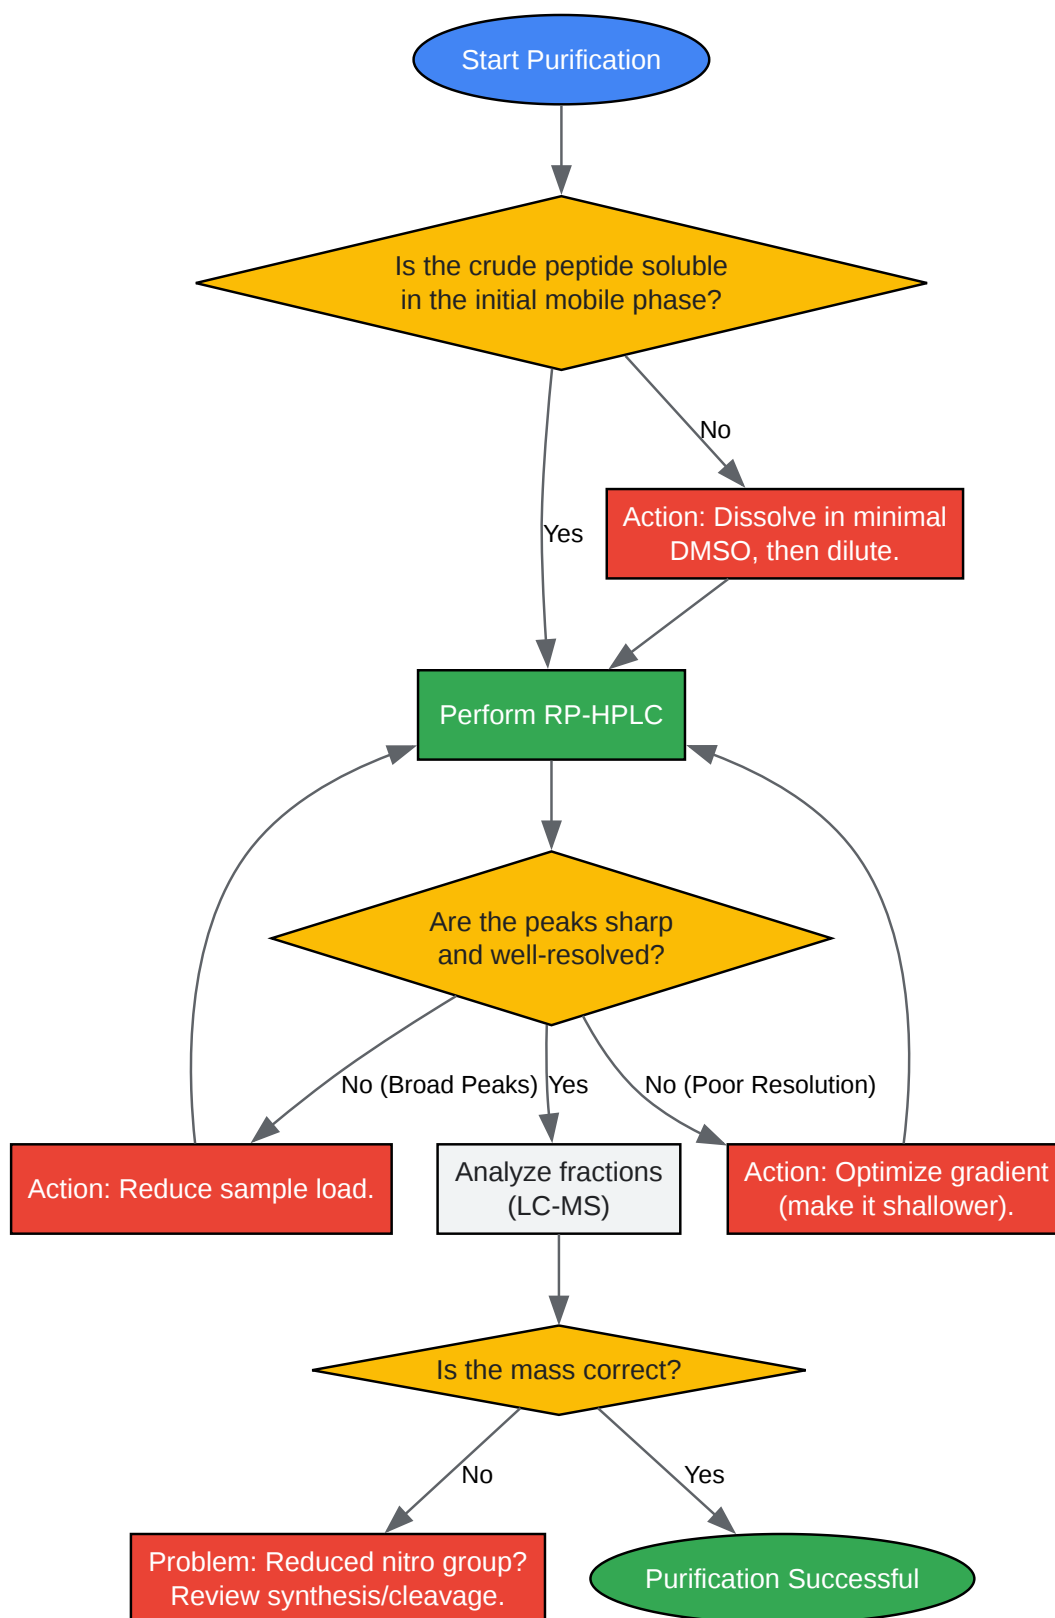 Start Purification
Is the crude peptide soluble
in the initial mobile phase?
No
Action: Dissolve in minimal
DMSO, then dilute.
Yes
Perform RP-HPLC
Are the peaks sharp
and well-resolved?
No (Broad Peaks)
Yes
No (Poor Resolution)
Action: Reduce sample load.
Analyze fractions
(LC-MS)
Action: Optimize gradient
(make it shallower).
Is the mass correct?
No
Yes
Problem: Reduced nitro group?
Review synthesis/cleavage.
Purification Successful